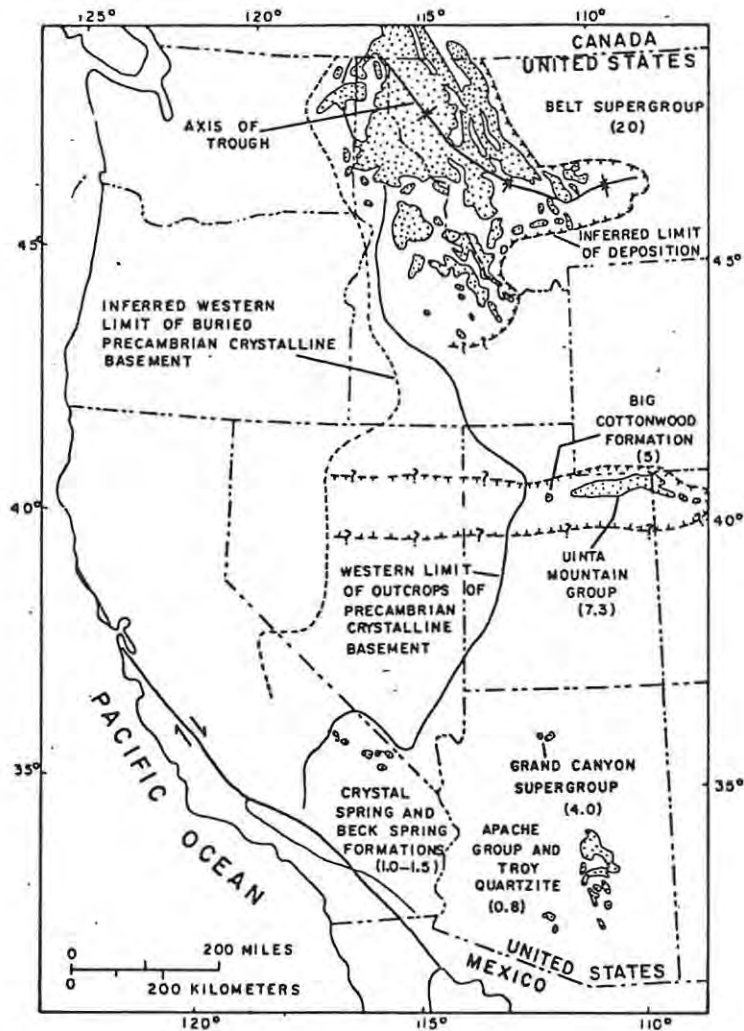 125°
120°
115°
110°
CANADA
UNITED STATES
BELT SUPERGROUP
(20)
AXIS OF
TROUGH
INFERRED LIMIT
OF DEPOSITION
45°
45°
INFERRED WESTERN
LIMIT OF BURIED
PRECAMBRIAN CRYSTALLINE
BASEMENT
BIG
COTTONWOOD
FORMATION
(5)
?
?
?
?
?
?
?
?
?
?
40°
40°
WESTERN LIMIT
OF OUTCROPS OF
PRECAMBRIAN
CRYSTALLINE
BASEMENT
UINTA
MOUNTAIN
GROUP
(7.3)
PACIFIC OCEAN
35°
35°
CRYSTAL
SPRING AND
BECK SPRING
FORMATIONS
(1.0-1.5)
GRAND CANYON
SUPERGROUP
(4.0)
APACHE
GROUP AND
TROY
QUARTZITE
(0.8)
0 200 MILES
0 200 KILOMETERS
UNITED STATES
MEXICO
120°
115°
110°